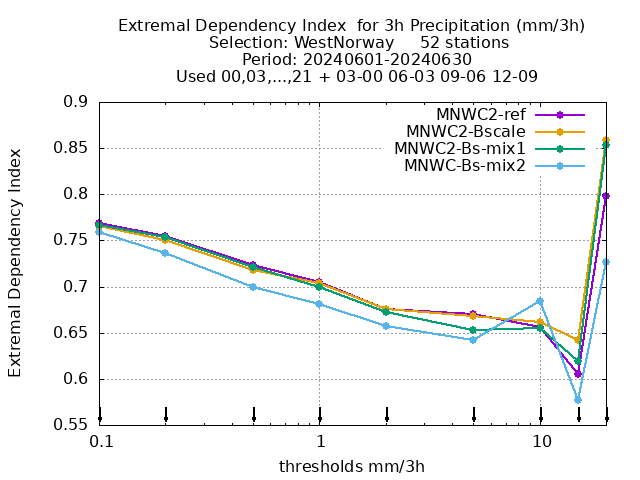 Extremal Dependency Index  for 3h Precipitation (mm/3h)
Selection: WestNorway     52 stations
Period: 20240601-20240630
Used 00,03,...,21 + 03-00 06-03 09-06 12-09
MNWC2-ref
MNWC2-Bscale
MNWC2-Bs-mix1
MNWC-Bs-mix2
Extremal Dependency Index
0.9
0.85
0.8
0.75
0.7
0.65
0.6
0.55
0.1 1 10
thresholds mm/3h